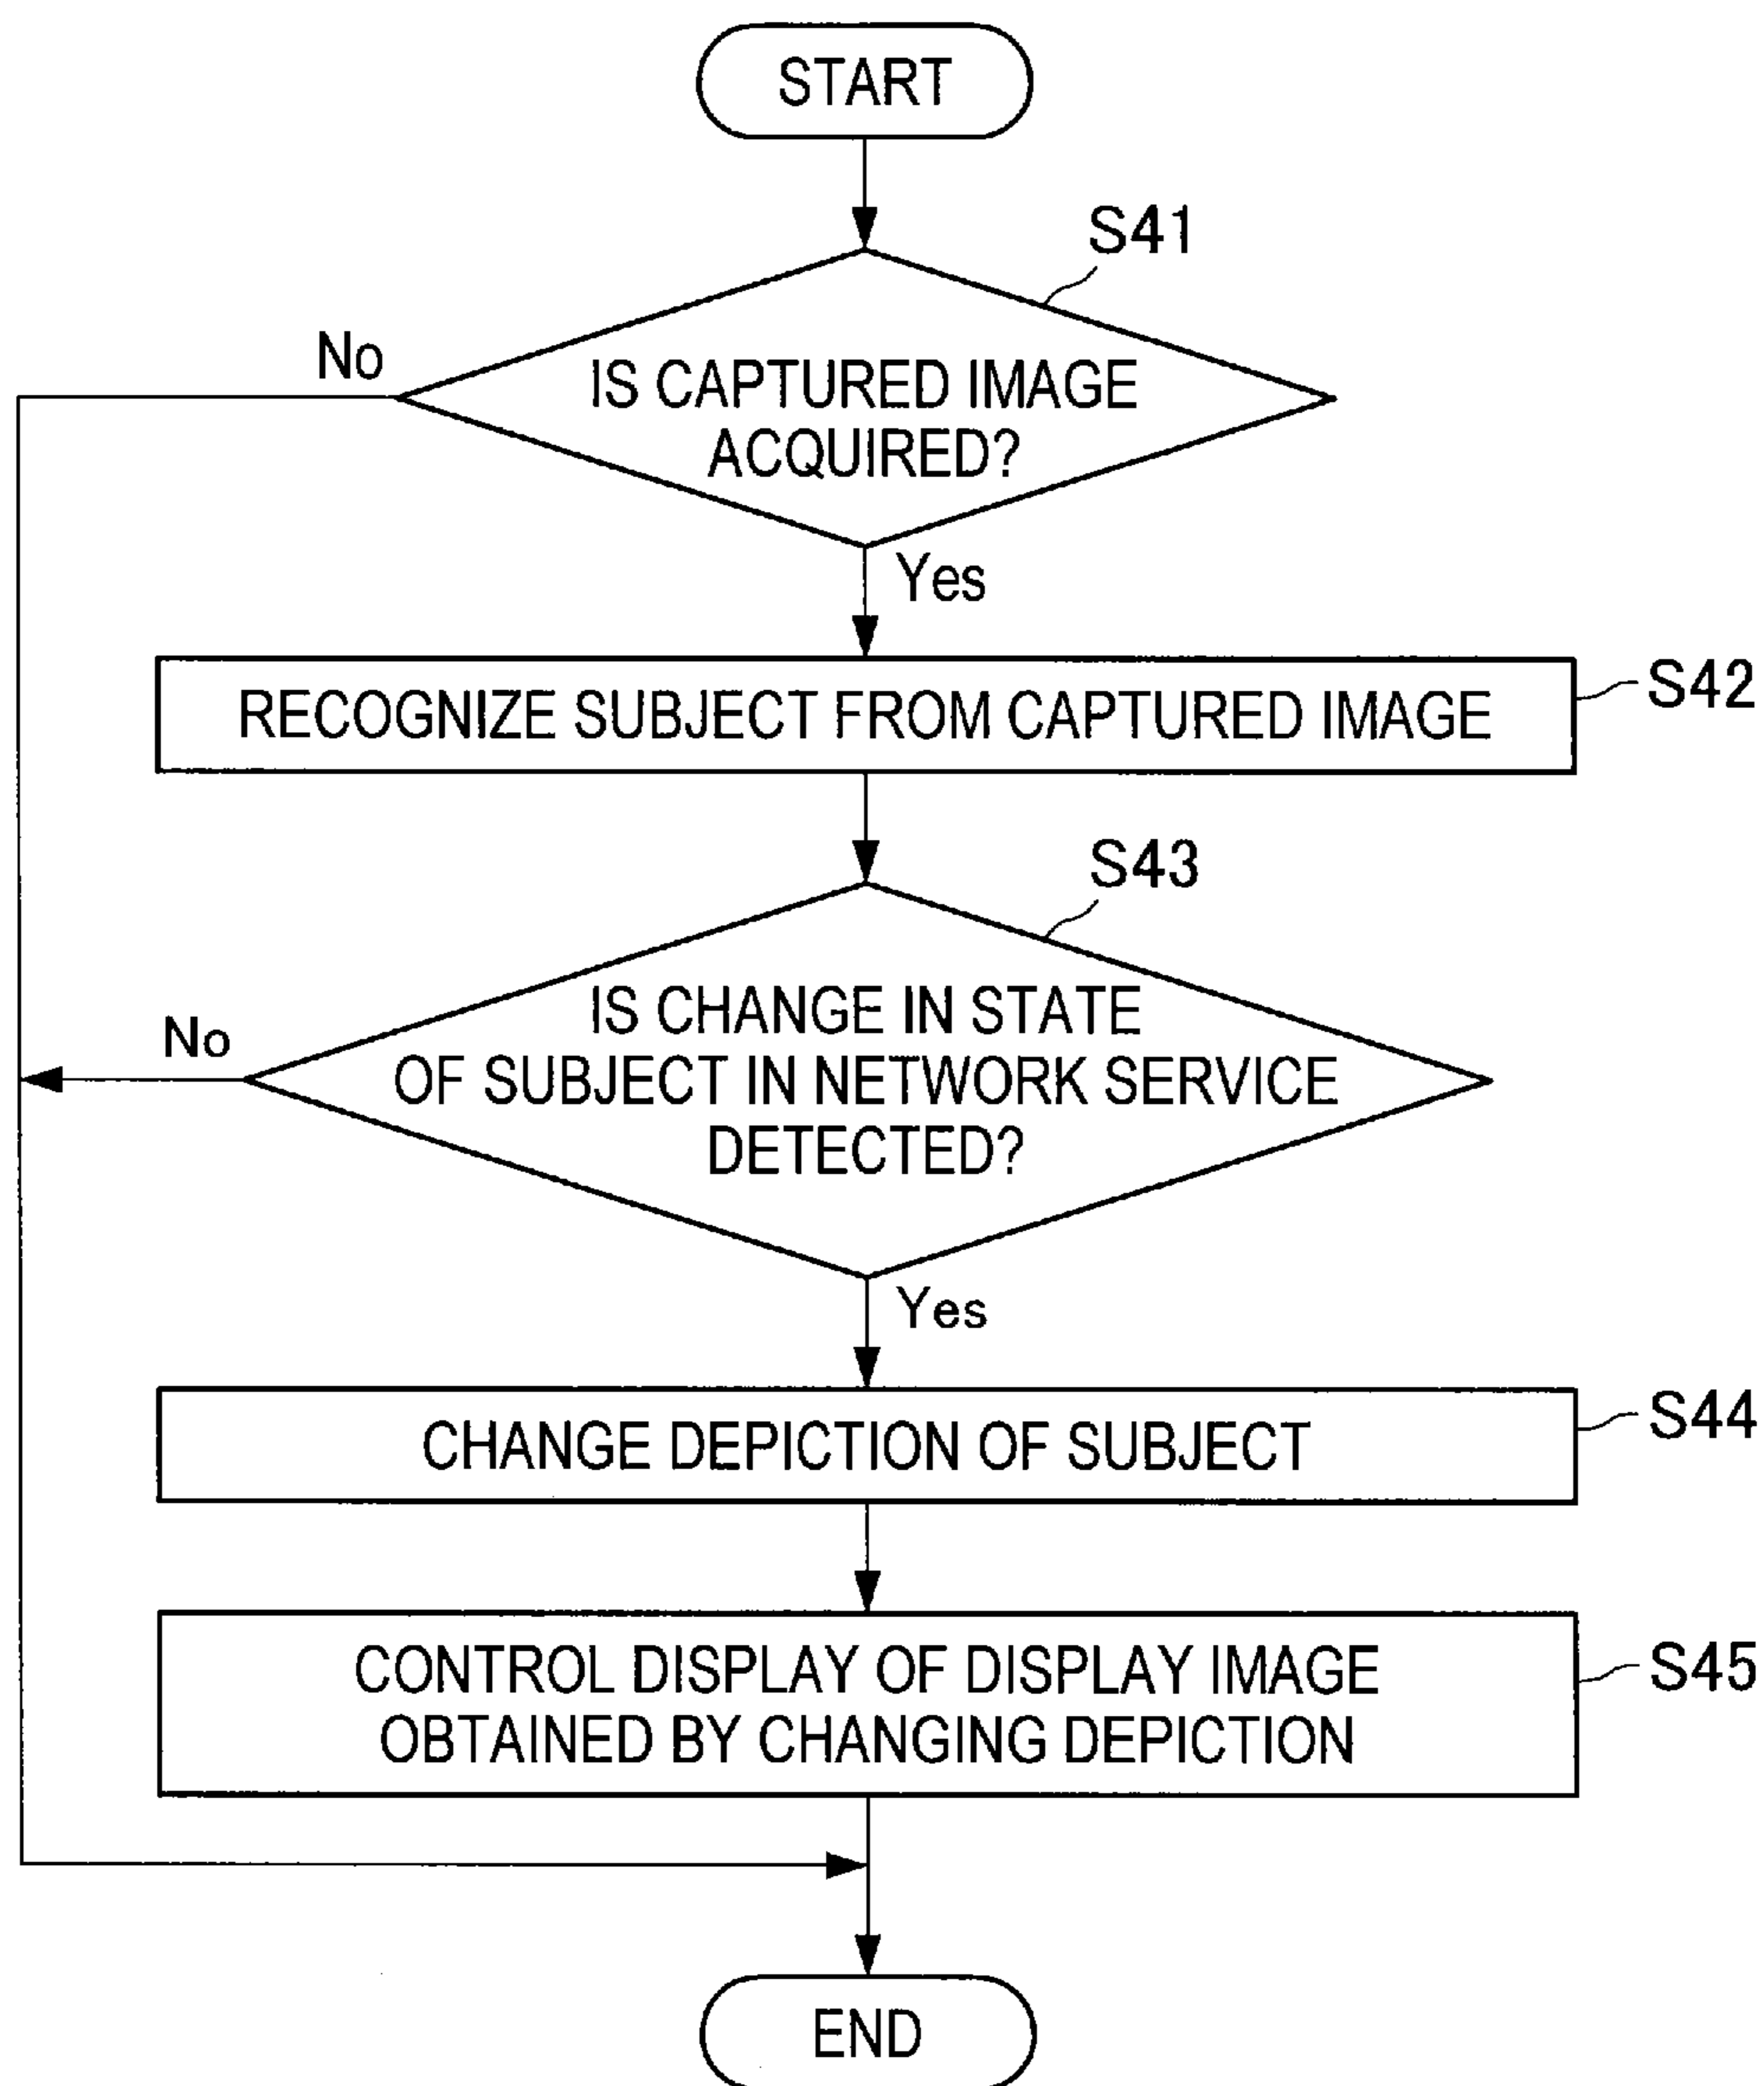 START
S41
No
IS CAPTURED IMAGE
ACQUIRED?
Yes
RECOGNIZE SUBJECT FROM CAPTURED IMAGE
S42
S43
IS CHANGE IN STATE
No
OF SUBJECT IN NETWORK SERVICE
DETECTED?
Yes
CHANGE DEPICTION OF SUBJECT
S44
CONTROL DISPLAY OF DISPLAY IMAGE
OBTAINED BY CHANGING DEPICTION
S45
END